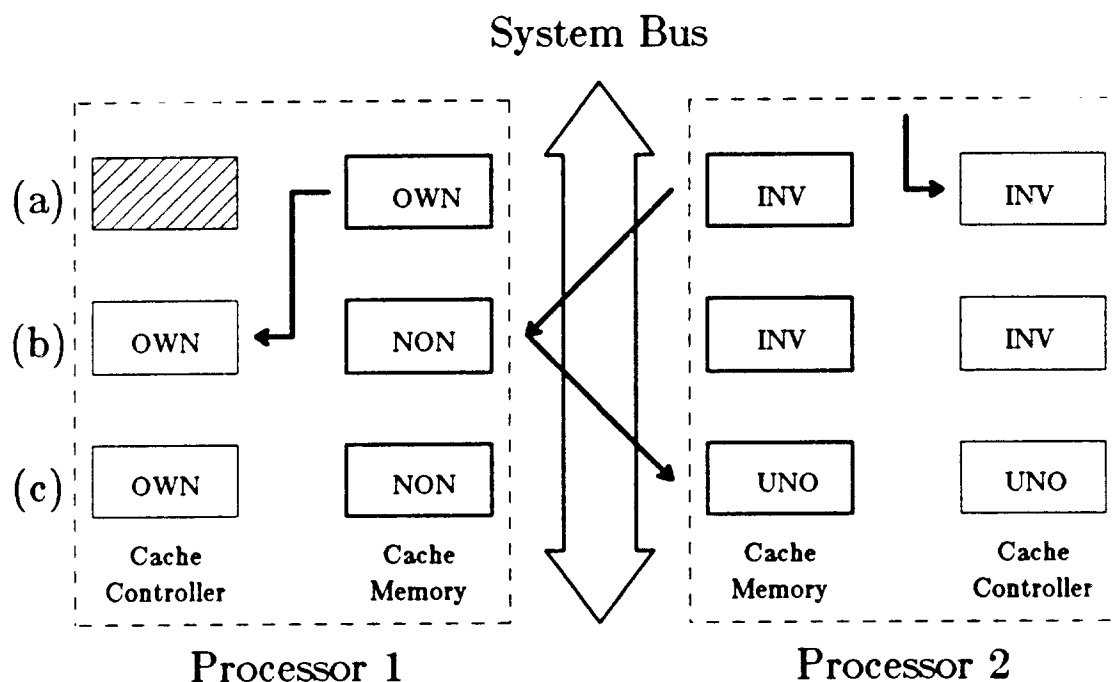 System Bus
(a) OWN INV INV
(b) OWN NON INV INV
(c) OWN NON UNO UNO
Cache Cache Cache Cache
Controller Memory Memory Controller
Processor 1 Processor 2